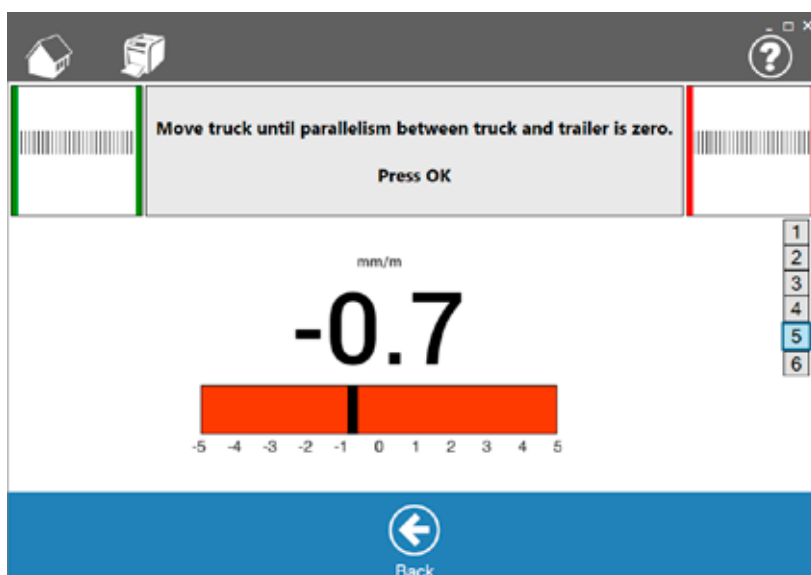 ?
Move truck until parallelism between truck and trailer is zero.
Press OK
1
2
3
4
5
6
mm/m
-0.7
-5 -4 -3 -2 -1 0 1 2 3 4 5
Back